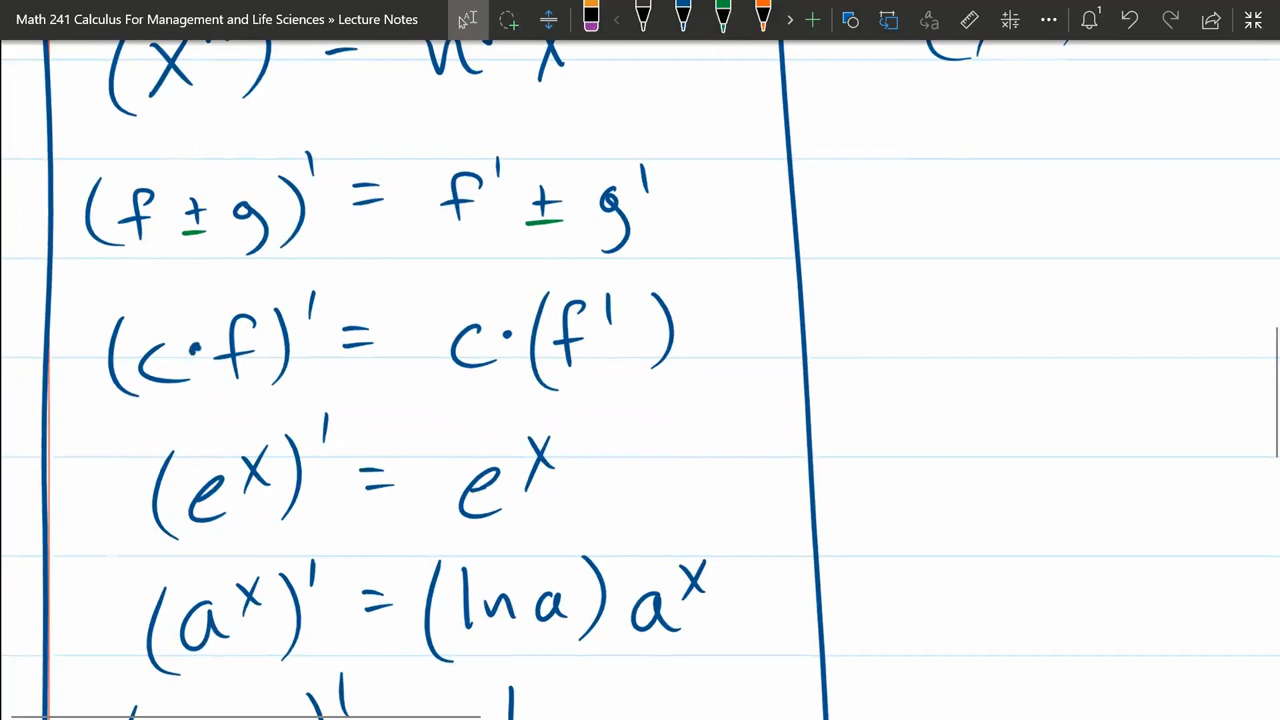 Math 241 Calculus For Management and Life Sciences » Lecture Notes
(f ± g)' = f' ± g'
(c · f)' = c · (f')
(e^x)' = e^x
(a^x)' = (ln a) a^x